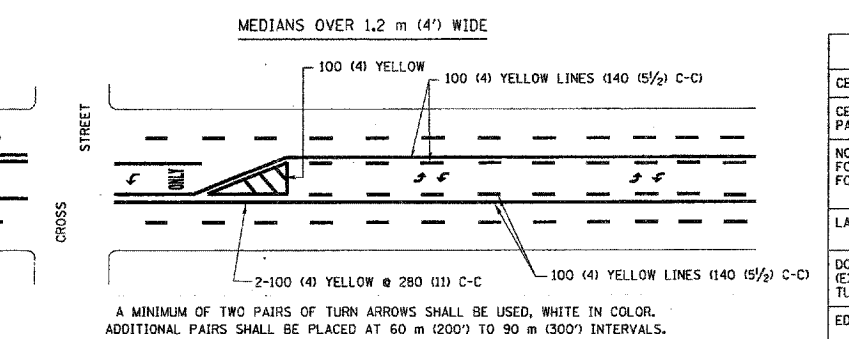 MEDIANS OVER 1.2 m (4') WIDE
100 (4) YELLOW
100 (4) YELLOW LINES (140 (5½) C-C)
STREET
ONLY
CROSS
2-100 (4) YELLOW @ 280 (11) C-C
100 (4) YELLOW LINES (140 (5½) C-C)
A MINIMUM OF TWO PAIRS OF TURN ARROWS SHALL BE USED, WHITE IN COLOR.
ADDITIONAL PAIRS SHALL BE PLACED AT 60 m (200') TO 90 m (300') INTERVALS.
CE
CE
PA
NO
FO
FO
LA
DO
(E
TU
ED